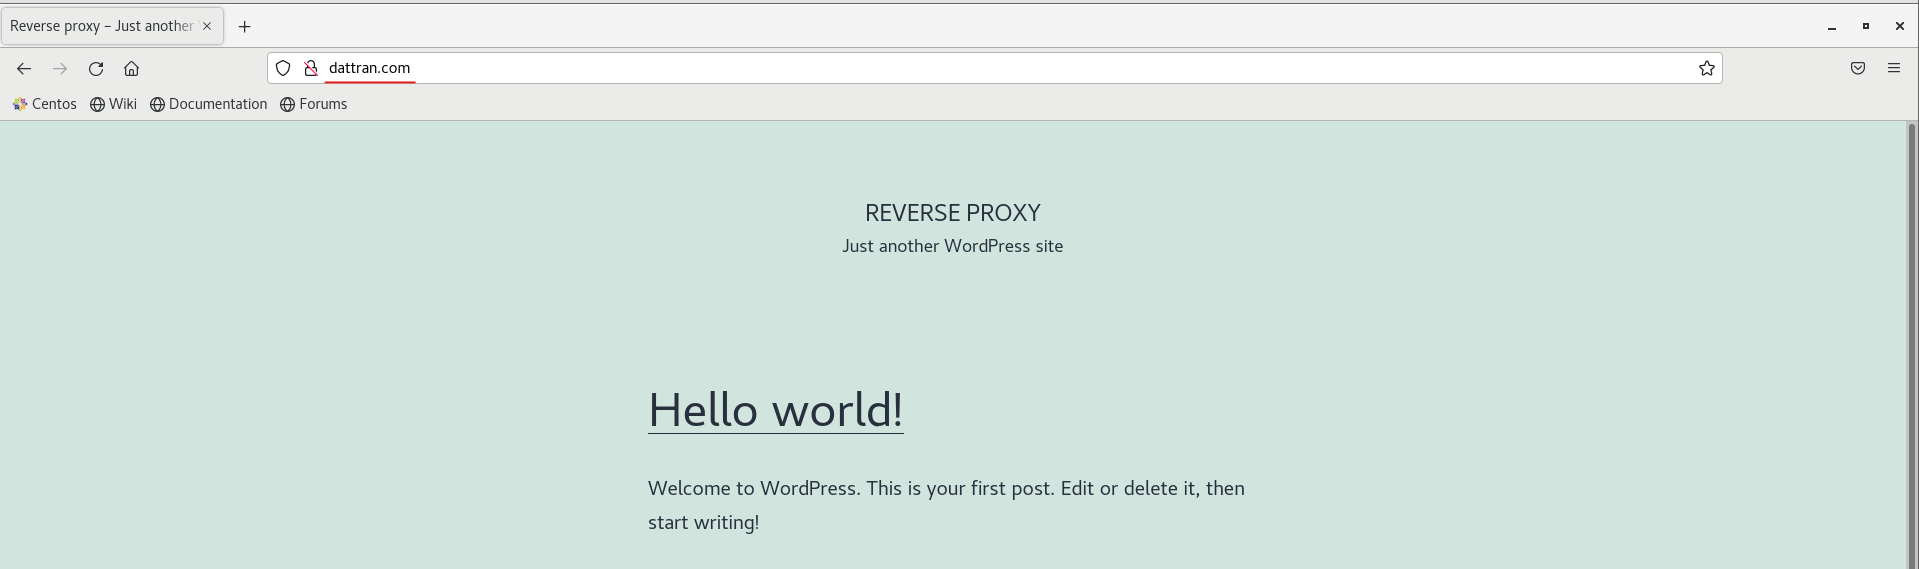 Reverse proxy – Just another
dattran.com
Centos Wiki Documentation Forums
REVERSE PROXY
Just another WordPress site
Hello world!
Welcome to WordPress. This is your first post. Edit or delete it, then
start writing!